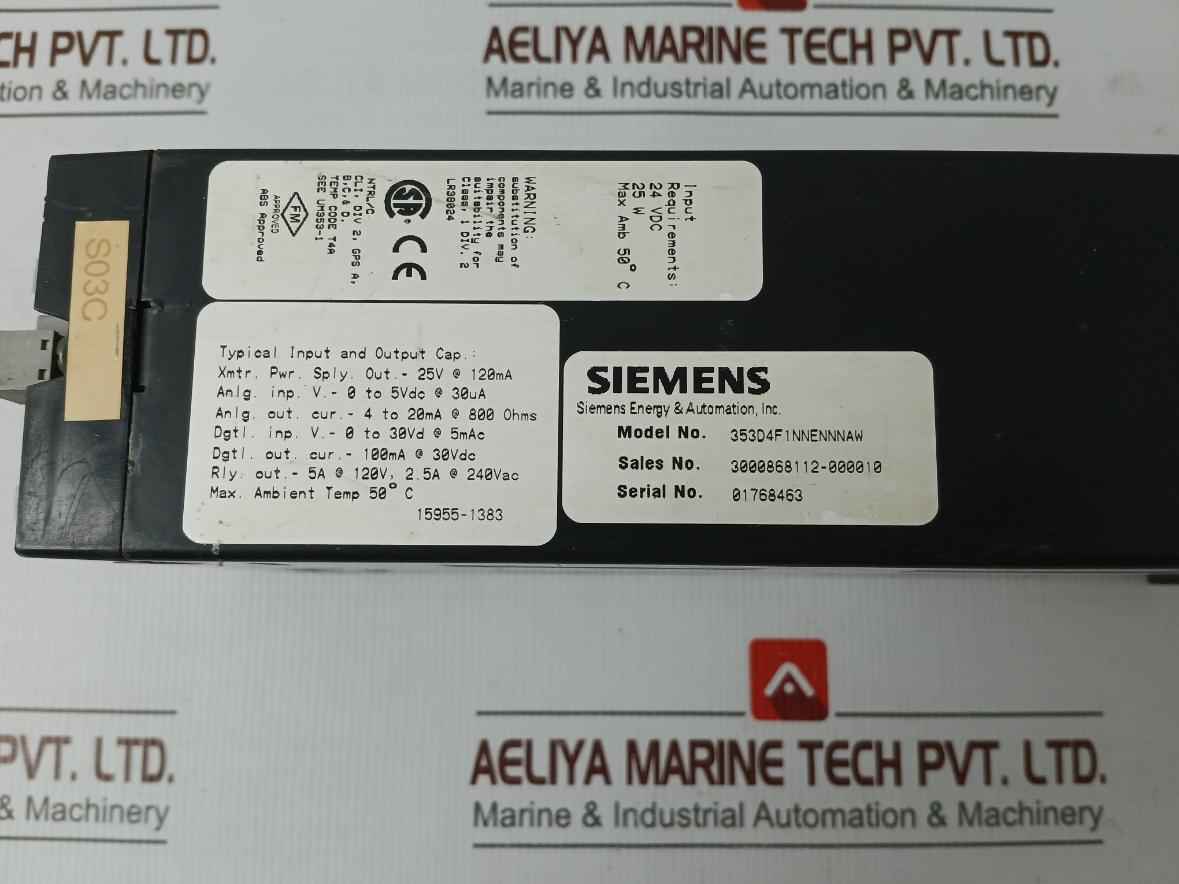 CH PVT. LTD.
tion & Machinery
AELIYA MARINE TECH PVT. LTD.
Marine & Industrial Automation & Machinery
S03C
Input
Requirements:
24 VDC
25 W
Max Amb 50° C
WARNING:
substitution of
components may
impair the
suitability for
Class, 1 DIV. 2
LR38024
SA
CE
NTRL/C
CLI, DIV 2, GPS A,
B,C,& D.
TEMP CODE T4A
SEE UM353-1
FM
APPROVED
ABS Approved
Typical Input and Output Cap.:
Xmtr. Pwr. Sply. Out.- 25V @ 120mA
Anlg. inp. V.- 0 to 5Vdc @ 30uA
Anlg. out. cur.- 4 to 20mA @ 800 Ohms
Dgtl. inp. V.- 0 to 30Vd @ 5mAc
Dgtl. out. cur.- 100mA @ 30Vdc
Rly. out.- 5A @ 120V, 2.5A @ 240Vac
Max. Ambient Temp 50° C
15955-1383
SIEMENS
Siemens Energy & Automation, Inc.
Model No. 353D4F1NNENNNAW
Sales No. 3000868112-000010
Serial No. 01768463
PVT. LTD.
& Machinery
AELIYA MARINE TECH PVT. LTD.
Marine & Industrial Automation & Machinery